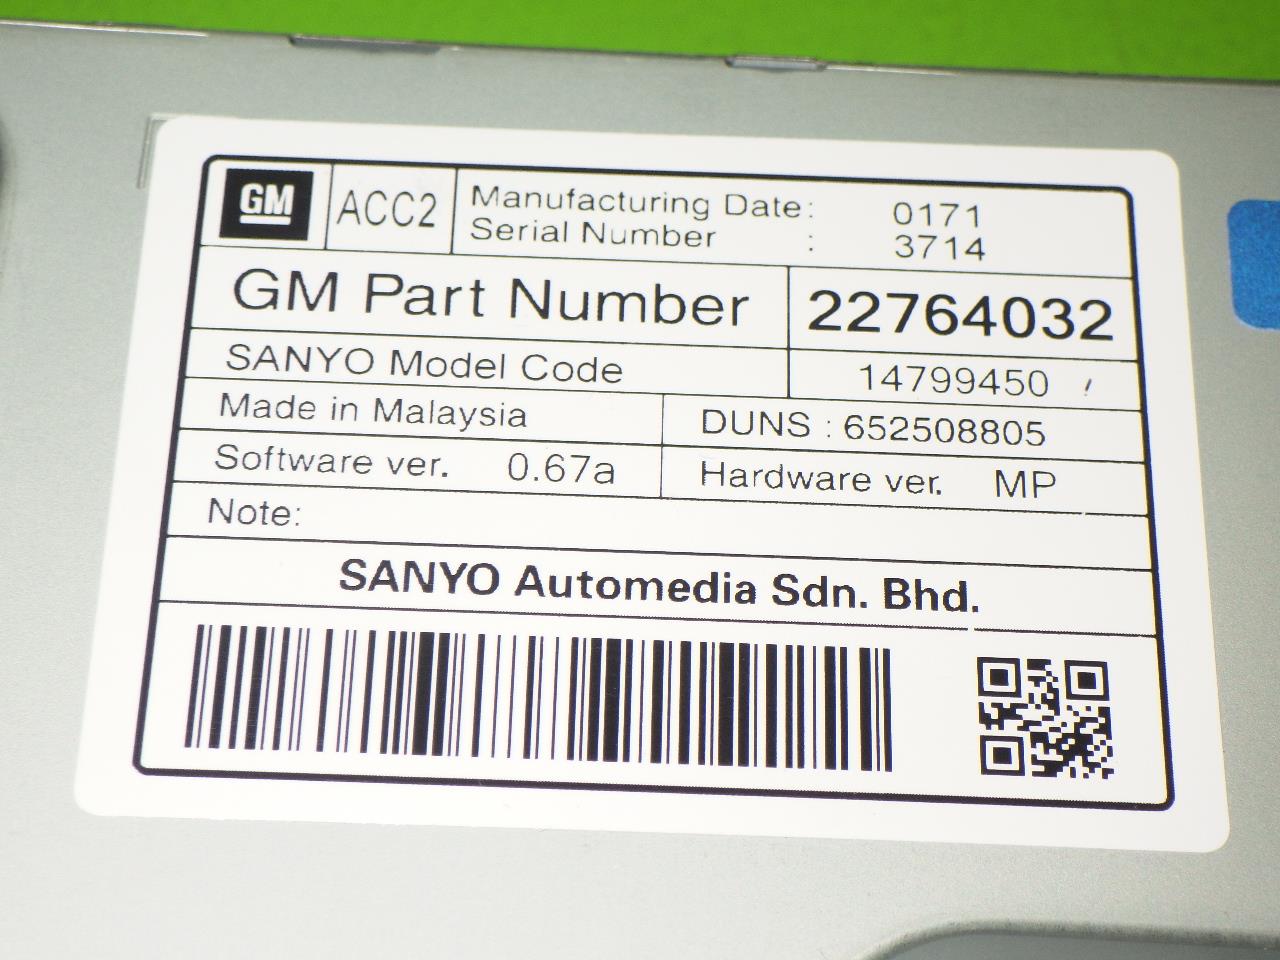 GM ACC2 Manufacturing Date: 0171
Serial Number : 3714
GM Part Number 22764032
SANYO Model Code 14799450
Made in Malaysia DUNS : 652508805
Software ver. 0.67a Hardware ver. MP
Note:
SANYO Automedia Sdn. Bhd.